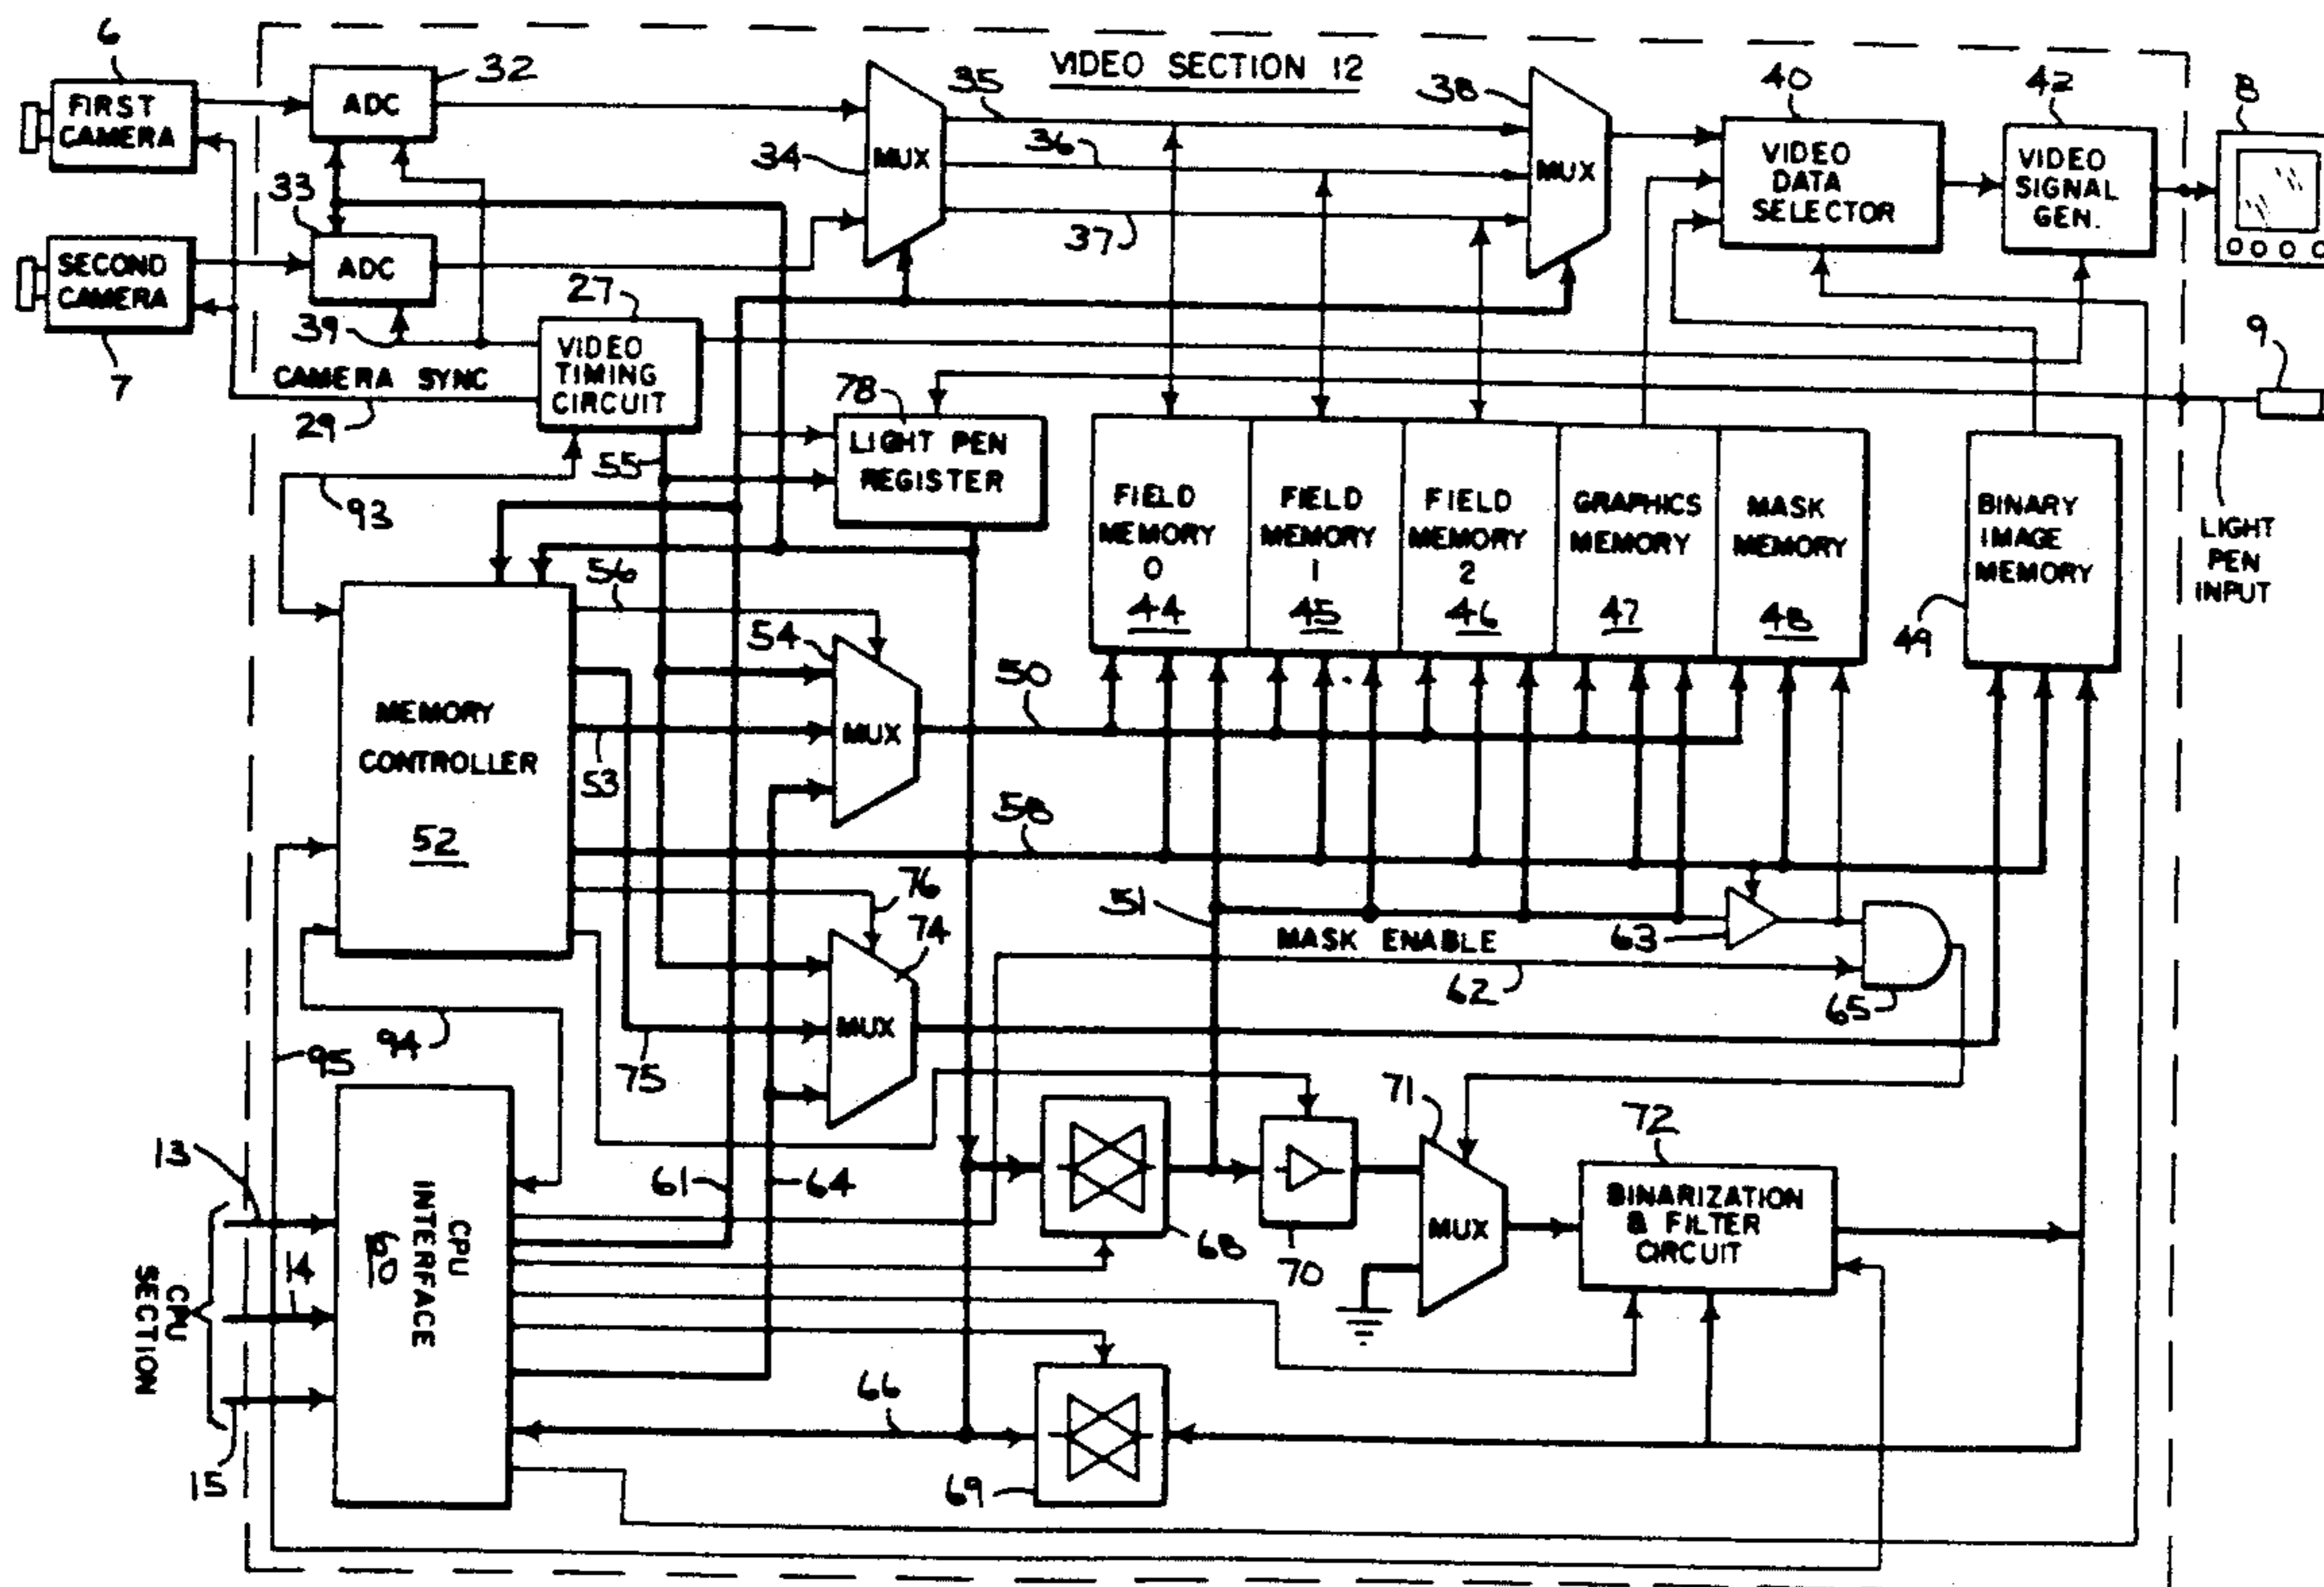 VIDEO SECTION 12
6
FIRST
CAMERA
32
ADC
33
ADC
SECOND
CAMERA
7
39
CAMERA SYNC
29
27
VIDEO
TIMING
CIRCUIT
34
MUX
35
36
37
38
MUX
40
VIDEO
DATA
SELECTOR
42
VIDEO
SIGNAL
GEN.
8
9
LIGHT
PEN
INPUT
93
55
78
LIGHT PEN
REGISTER
FIELD
MEMORY
0
44
FIELD
MEMORY
1
45
FIELD
MEMORY
2
46
GRAPHICS
MEMORY
47
MASK
MEMORY
48
BINARY
IMAGE
MEMORY
49
MEMORY
CONTROLLER
52
56
54
MUX
53
50
58
76
74
MUX
75
51
MASK ENABLE
63
62
65
94
95
13
14
15
CPU
SECTION
CPU
INTERFACE
61
64
66
68
69
70
71
MUX
72
BINARIZATION
& FILTER
CIRCUIT